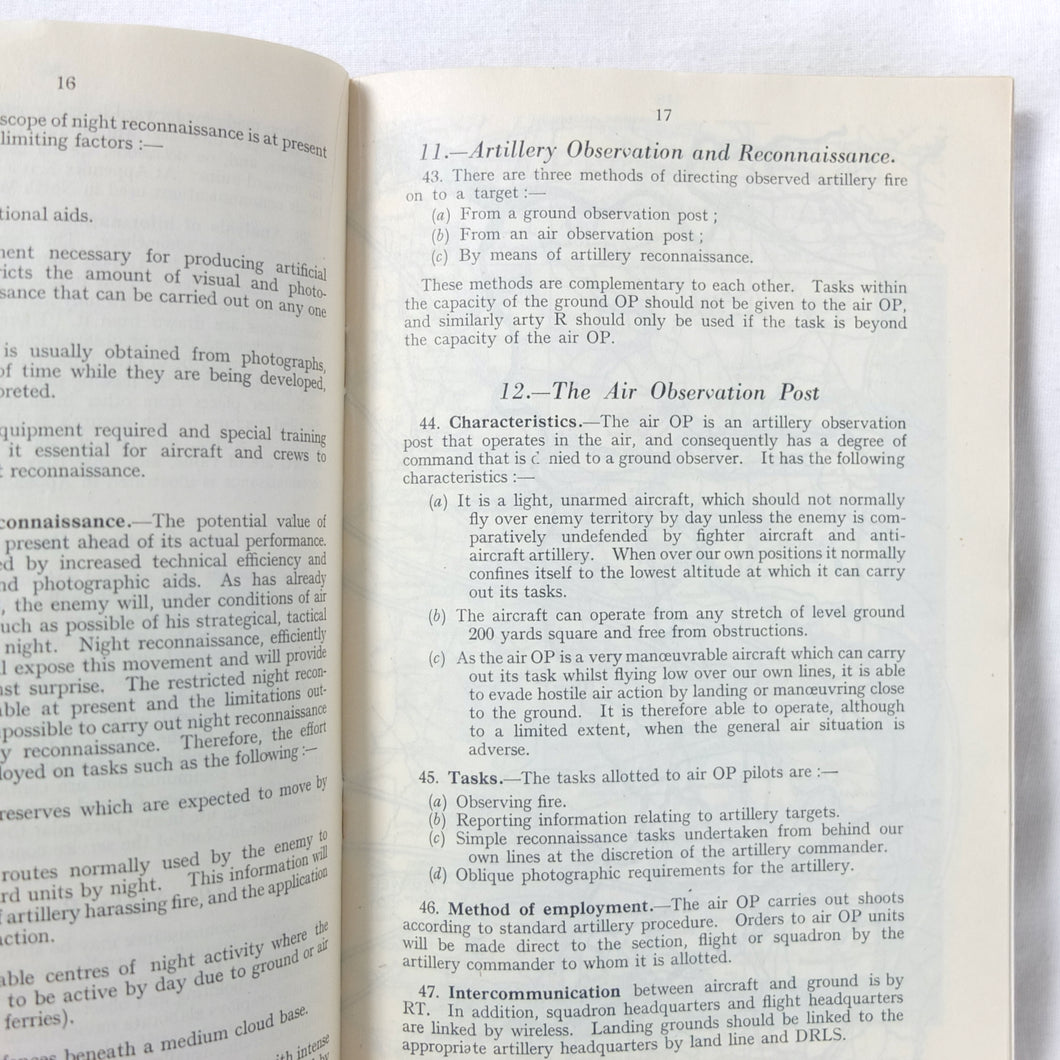 16
scope of night reconnaissance is at present
limiting factors :—
tional aids.
ment necessary for producing artificial
icts the amount of visual and photo-
sance that can be carried out on any one
is usually obtained from photographs,
of time while they are being developed,
preted.
quipment required and special training
it essential for aircraft and crews to
t reconnaissance.
connaissance.—The potential value of
present ahead of its actual performance.
ed by increased technical efficiency and
nd photographic aids. As has already
, the enemy will, under conditions of air
uch as possible of his strategical, tactical
night. Night reconnaissance, efficiently
l expose this movement and will provide
nst surprise. The restricted night recon-
ble at present and the limitations out-
possible to carry out night reconnaissance
y reconnaissance. Therefore, the effort
loyed on tasks such as the following :—
reserves which are expected to move by
routes normally used by the enemy to
rd units by night. This information will
f artillery harassing fire, and the application
action.
able centres of night activity where the
to be active by day due to ground or air
ferries).
beneath a medium cloud base.
with intense
17
11.—Artillery Observation and Reconnaissance.
43. There are three methods of directing observed artillery fire
on to a target :—
(a) From a ground observation post ;
(b) From an air observation post ;
(c) By means of artillery reconnaissance.
These methods are complementary to each other. Tasks within
the capacity of the ground OP should not be given to the air OP,
and similarly arty R should only be used if the task is beyond
the capacity of the air OP.
12.—The Air Observation Post
44. Characteristics.—The air OP is an artillery observation
post that operates in the air, and consequently has a degree of
command that is d nied to a ground observer. It has the following
characteristics :—
(a) It is a light, unarmed aircraft, which should not normally
fly over enemy territory by day unless the enemy is com-
paratively undefended by fighter aircraft and anti-
aircraft artillery. When over our own positions it normally
confines itself to the lowest altitude at which it can carry
out its tasks.
(b) The aircraft can operate from any stretch of level ground
200 yards square and free from obstructions.
(c) As the air OP is a very manœuvrable aircraft which can carry
out its task whilst flying low over our own lines, it is able
to evade hostile air action by landing or manœuvring close
to the ground. It is therefore able to operate, although
to a limited extent, when the general air situation is
adverse.
45. Tasks.—The tasks allotted to air OP pilots are :—
(a) Observing fire.
(b) Reporting information relating to artillery targets.
(c) Simple reconnaissance tasks undertaken from behind our
own lines at the discretion of the artillery commander.
(d) Oblique photographic requirements for the artillery.
46. Method of employment.—The air OP carries out shoots
according to standard artillery procedure. Orders to air OP units
will be made direct to the section, flight or squadron by the
artillery commander to whom it is allotted.
47. Intercommunication between aircraft and ground is by
RT. In addition, squadron headquarters and flight headquarters
are linked by wireless. Landing grounds should be linked to the
appropriate artillery headquarters by land line and DRLS.